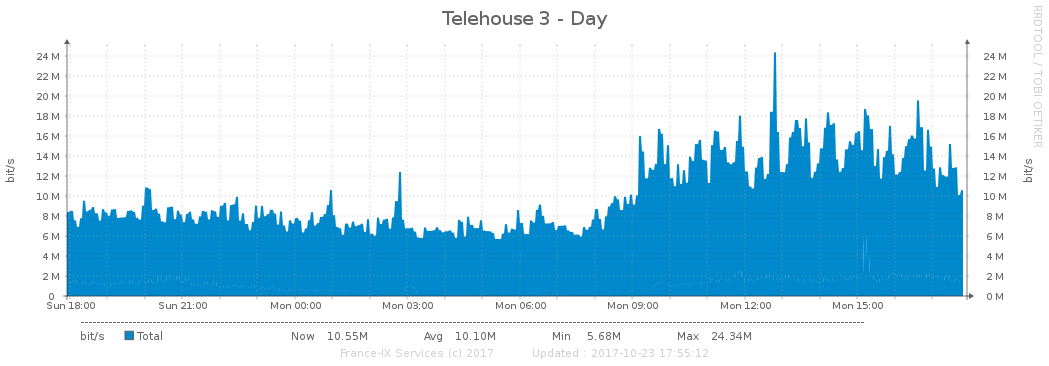 Telehouse 3 - Day
RRDTOOL / TOBI OETIKER
bit/s
24 M 24 M
22 M 22 M
20 M 20 M
18 M 18 M
16 M 16 M
14 M 14 M
12 M 12 M
10 M 10 M
8 M 8 M
6 M 6 M
4 M 4 M
2 M 2 M
0 0 M
bit/s
Sun 18:00 Sun 21:00 Mon 00:00 Mon 03:00 Mon 06:00 Mon 09:00 Mon 12:00 Mon 15:00
bit/s Total Now 10.55M Avg 10.10M Min 5.68M Max 24.34M
France-IX Services (c) 2017 Updated : 2017-10-23 17:55:12